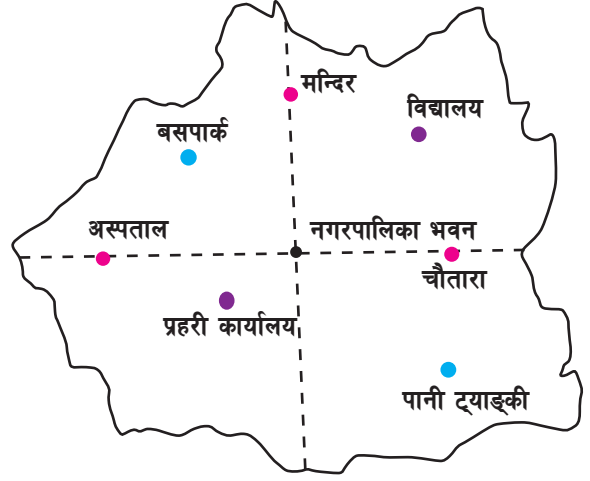 मन्दिर
विद्यालय
बसपार्क
अस्पताल
नगरपालिका भवन
चौतारा
प्रहरी कार्यालय
पानी ट्याङ्की